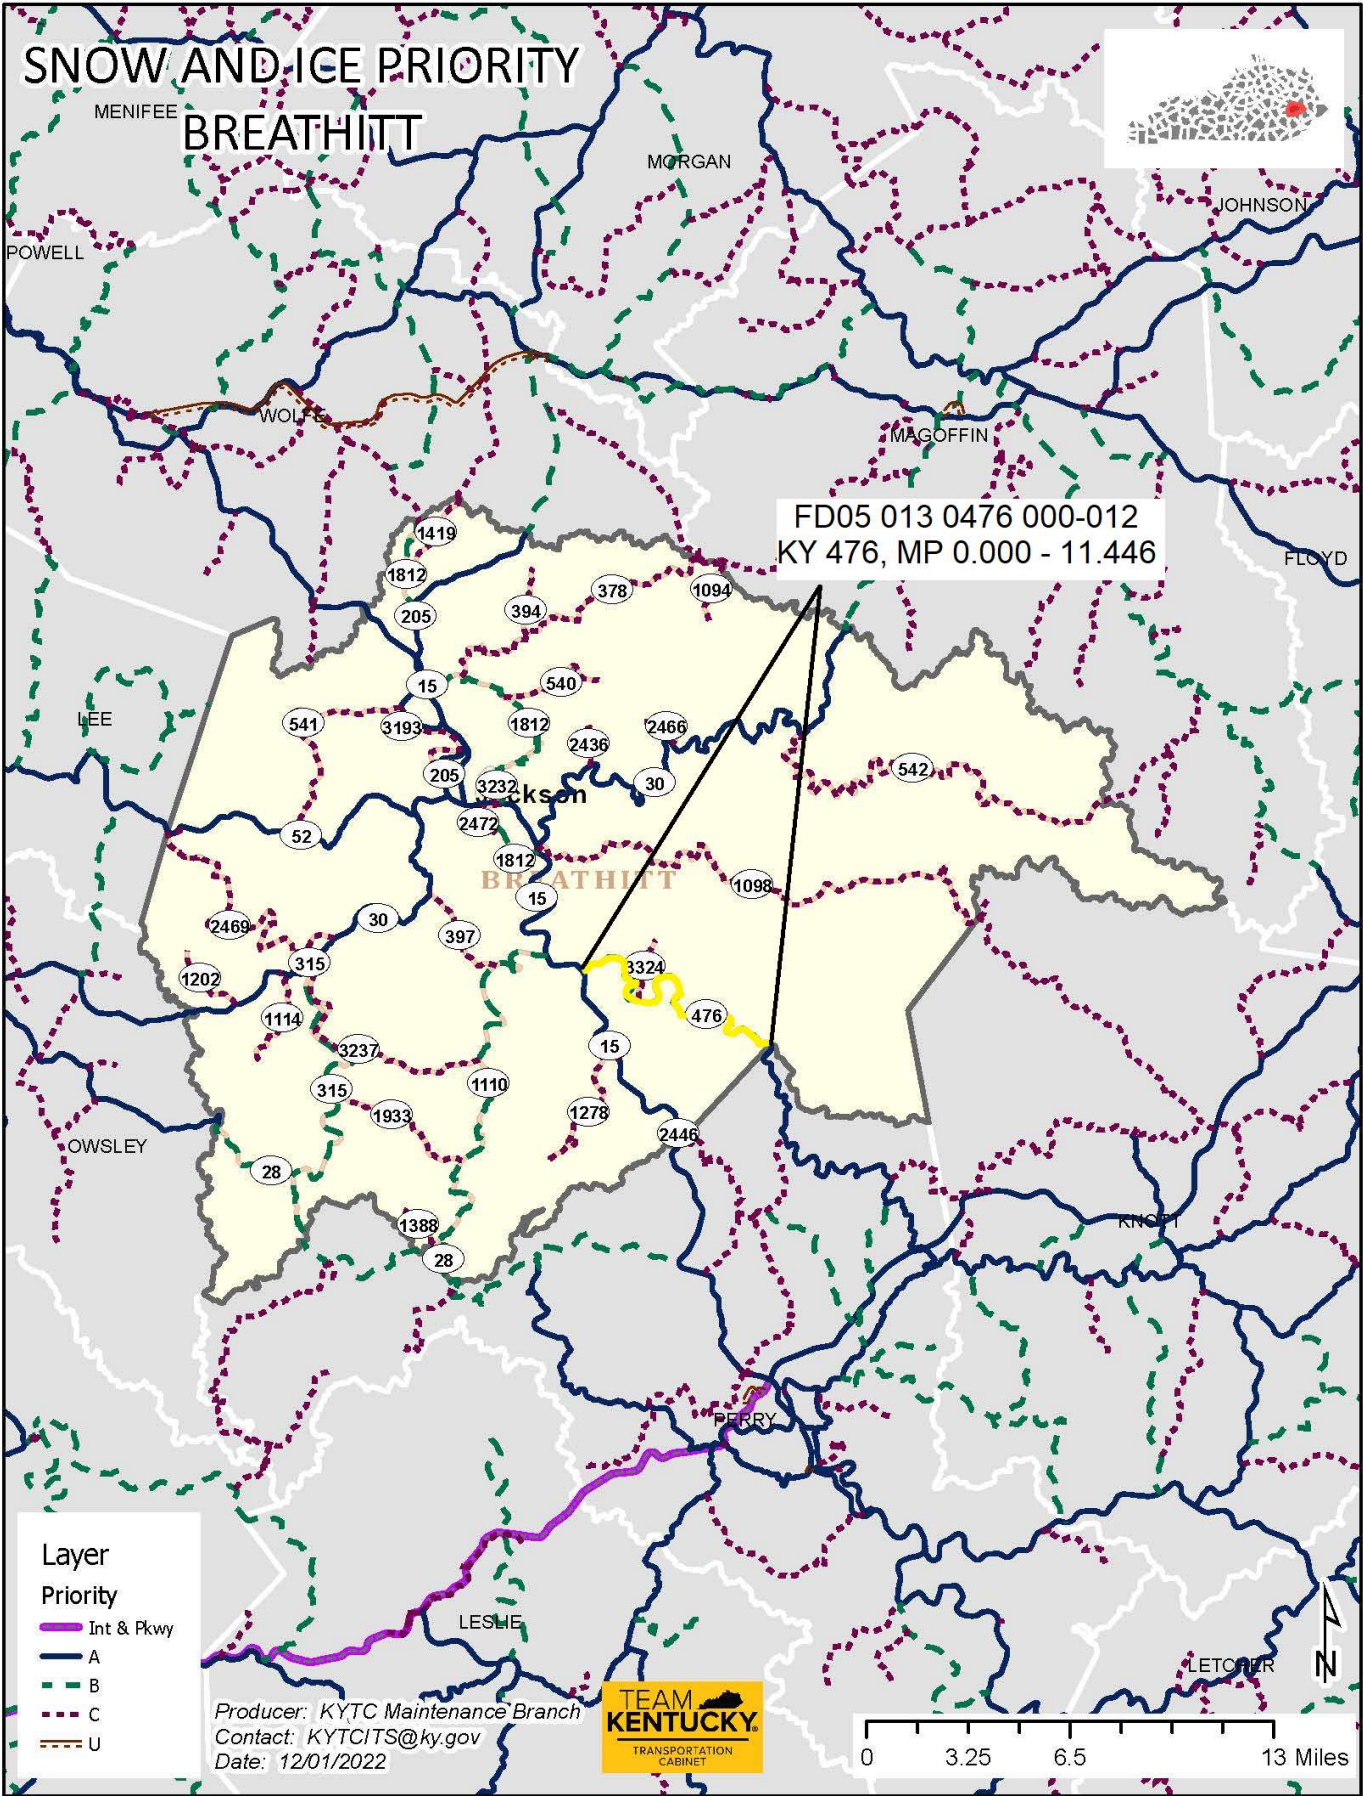 SNOW AND ICE PRIORITY
BREATHITT
MENIFEE
MORGAN
JOHNSON
POWELL
WOLFE
MAGOFFIN
FD05 013 0476 000-012
KY 476, MP 0.000 - 11.446
FLOYD
1419
1812
205
394
378
1094
15
540
LEE
541
3193
1812
2436
2466
205
3232
30
542
2472
52
1812
BREATHITT
1098
15
2469
30
397
315
3324
1202
1114
476
3237
15
315
1110
1933
1278
OWSLEY
2446
28
1388
28
KNOTT
PERRY
LESLIE
LETCHER
N
Layer
Priority
Int & Pkwy
A
B
C
U
Producer: KYTC Maintenance Branch
Contact: KYTCITS@ky.gov
Date: 12/01/2022
TEAM
KENTUCKY
TRANSPORTATION
CABINET
0 3.25 6.5 13 Miles